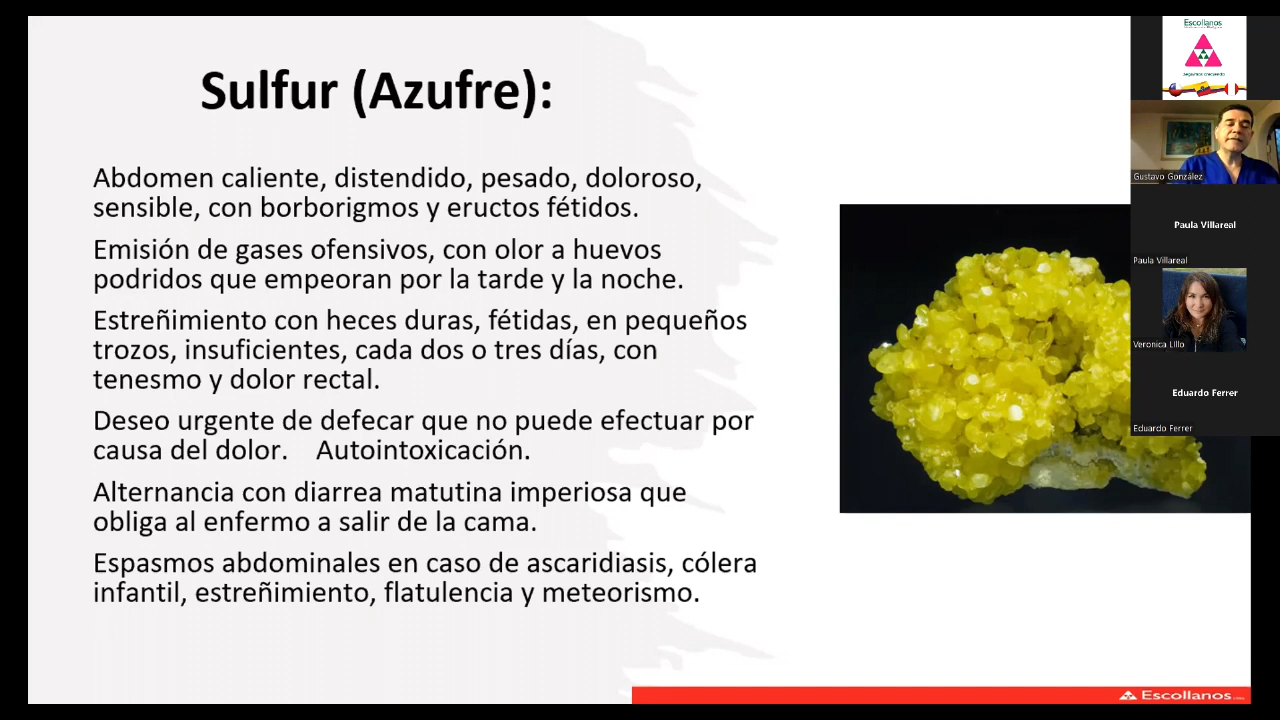 Sulfur (Azufre):
Abdomen caliente, distendido, pesado, doloroso,
sensible, con borborigmos y eructos fétidos.
Emisión de gases ofensivos, con olor a huevos
podridos que empeoran por la tarde y la noche.
Estreñimiento con heces duras, fétidas, en pequeños
trozos, insuficientes, cada dos o tres días, con
tenesmo y dolor rectal.
Deseo urgente de defecar que no puede efectuar por
causa del dolor. Autointoxicación.
Alternancia con diarrea matutina imperiosa que
obliga al enfermo a salir de la cama.
Espasmos abdominales en caso de ascaridiasis, cólera
infantil, estreñimiento, flatulencia y meteorismo.
Escollanos
Gustavo González
Paula Villareal
Paula Villareal
Veronica LIllo
Eduardo Ferrer
Eduardo Ferrer
Escollanos